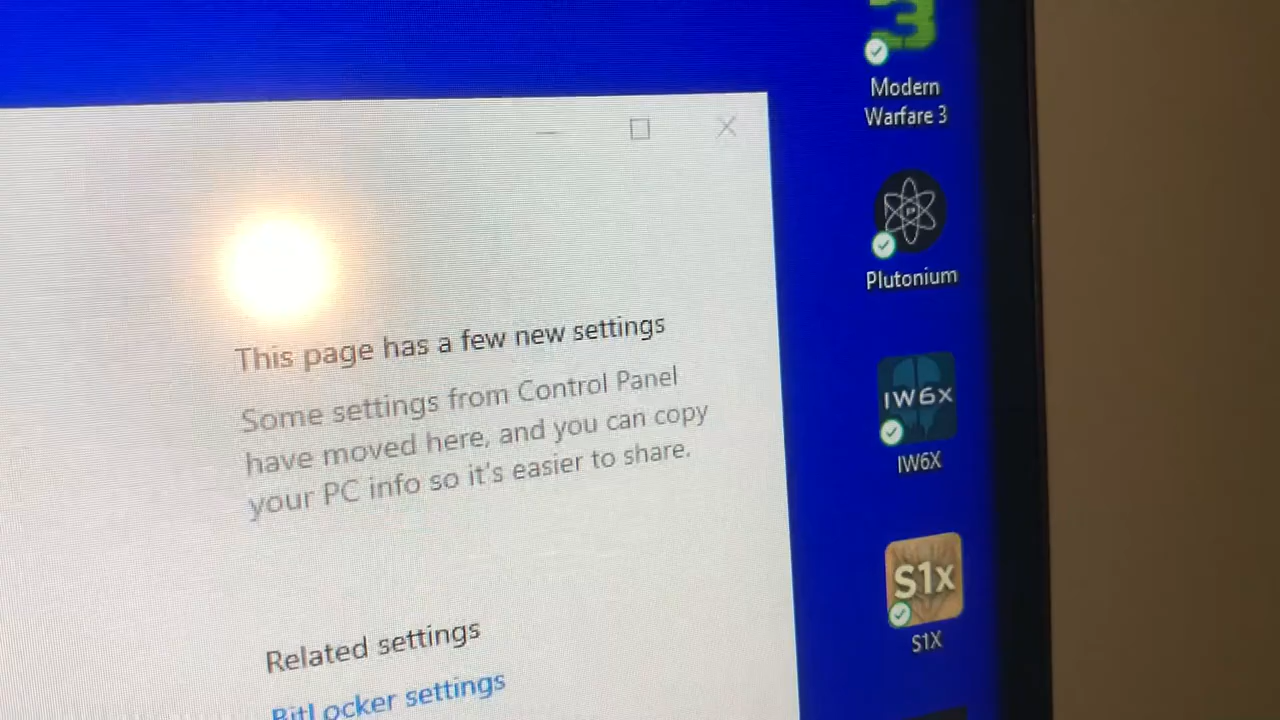 3
Modern
Warfare 3
P
Plutonium
This page has a few new settings
Some settings from Control Panel
have moved here, and you can copy
your PC info so it's easier to share.
IW6x
IW6X
S1x
S1X
Related settings
BitLocker settings